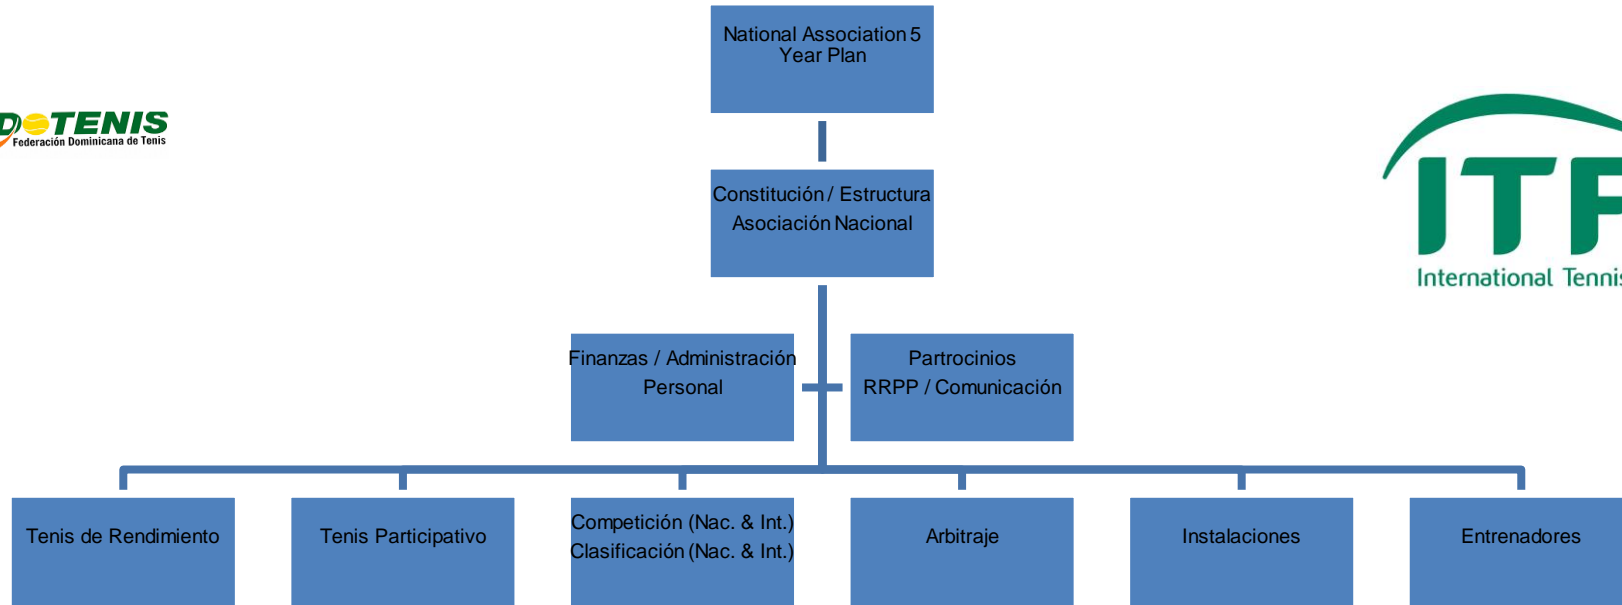 National Association 5
Year Plan
D TENIS
Federación Dominicana de Tenis
ITF
International Tennis
Constitución / Estructura
Asociación Nacional
Finanzas / Administración
Personal
Partrocinios
RRPP / Comunicación
Tenis de Rendimiento
Tenis Participativo
Competición (Nac. & Int.)
Clasificación (Nac. & Int.)
Arbitraje
Instalaciones
Entrenadores